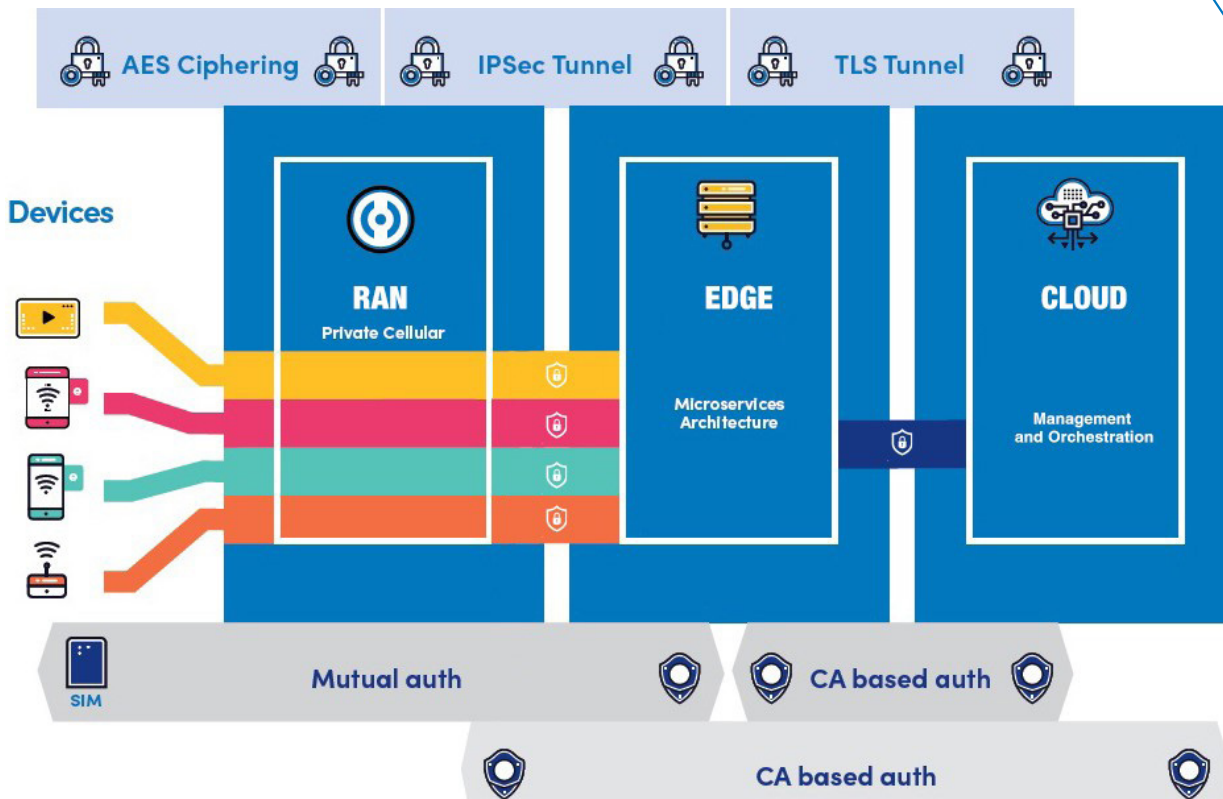 AES Ciphering
IPSec Tunnel
TLS Tunnel
Devices
RAN
Private Cellular
EDGE
Microservices
Architecture
CLOUD
Management
and Orchestration
SIM
Mutual auth
CA based auth
CA based auth